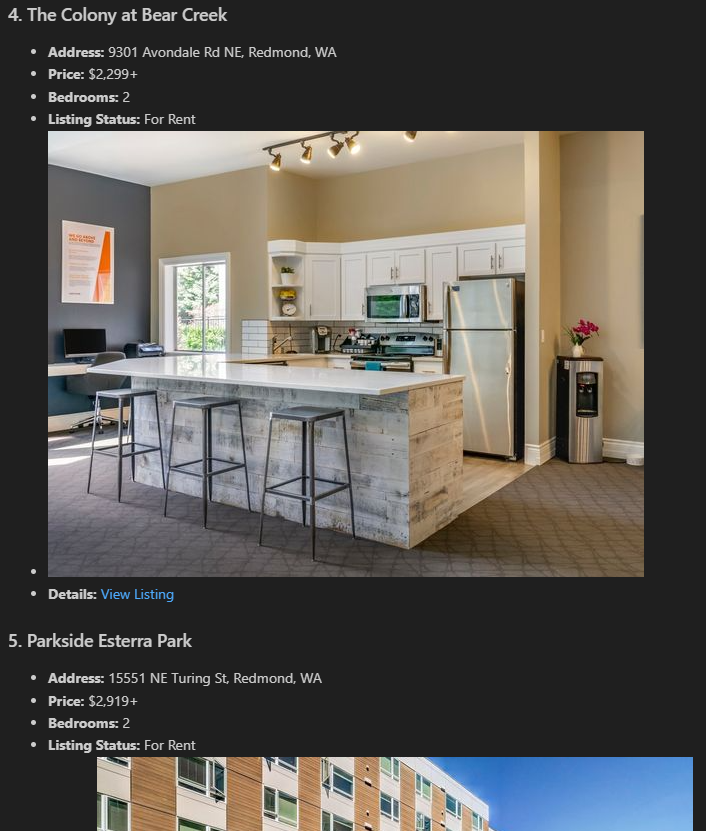 4. The Colony at Bear Creek
• Address: 9301 Avondale Rd NE, Redmond, WA
• Price: $2,299+
• Bedrooms: 2
• Listing Status: For Rent
WE GO ABOVE
AND BEYOND
• Details: View Listing
5. Parkside Esterra Park
• Address: 15551 NE Turing St, Redmond, WA
• Price: $2,919+
• Bedrooms: 2
• Listing Status: For Rent